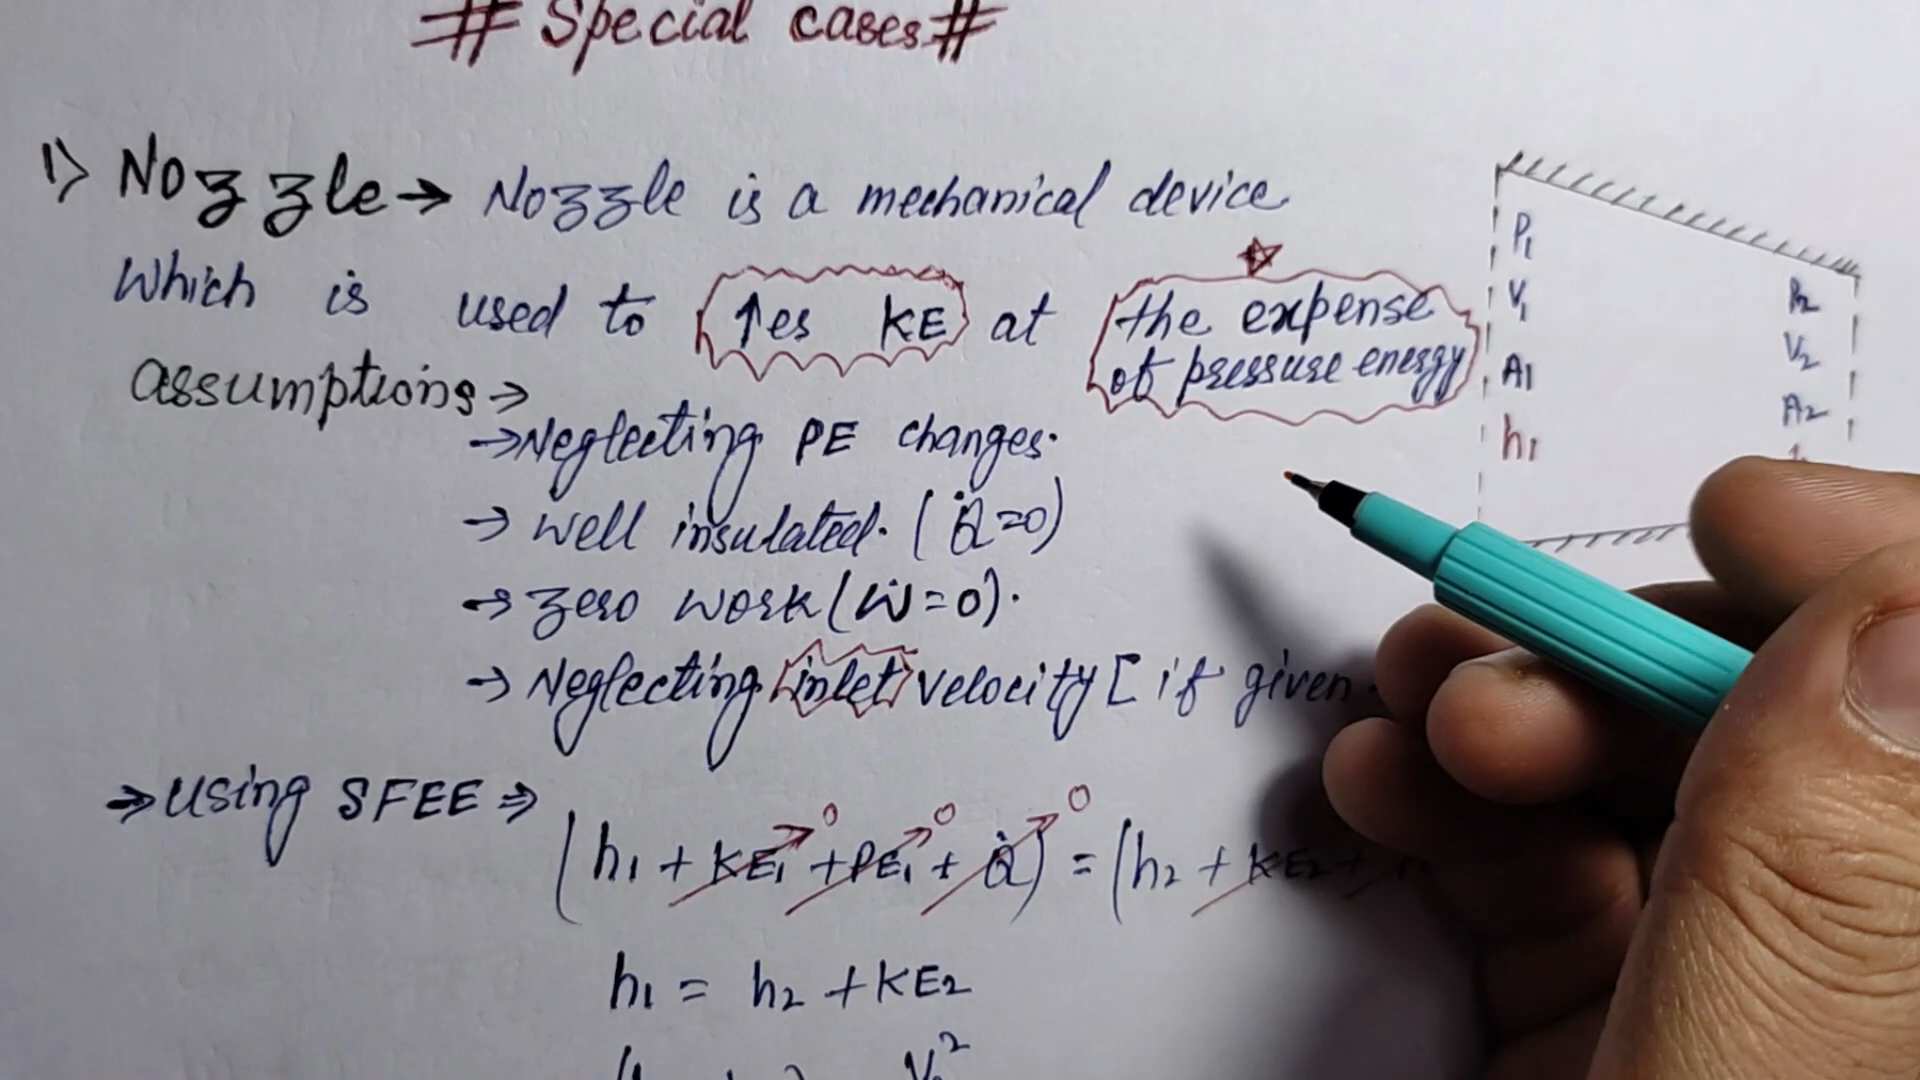 # Special cases #
1) Nozzle → Nozzle is a mechanical device
which is used to ↑es KE at the expense
of pressure energy
assumptions →
→ Neglecting PE changes.
→ well insulated. (Q̇=0)
→ zero work (Ẇ=0).
→ Neglecting inlet velocity [if given
⇒ using SFEE ⇒
(h₁ + KE₁ + PE₁ + Q̇) = (h₂ + KE₂ +
0 0 0
h₁ = h₂ + KE₂
V₂²
P₁
V₁
A₁
h₁
P₂
V₂
A₂